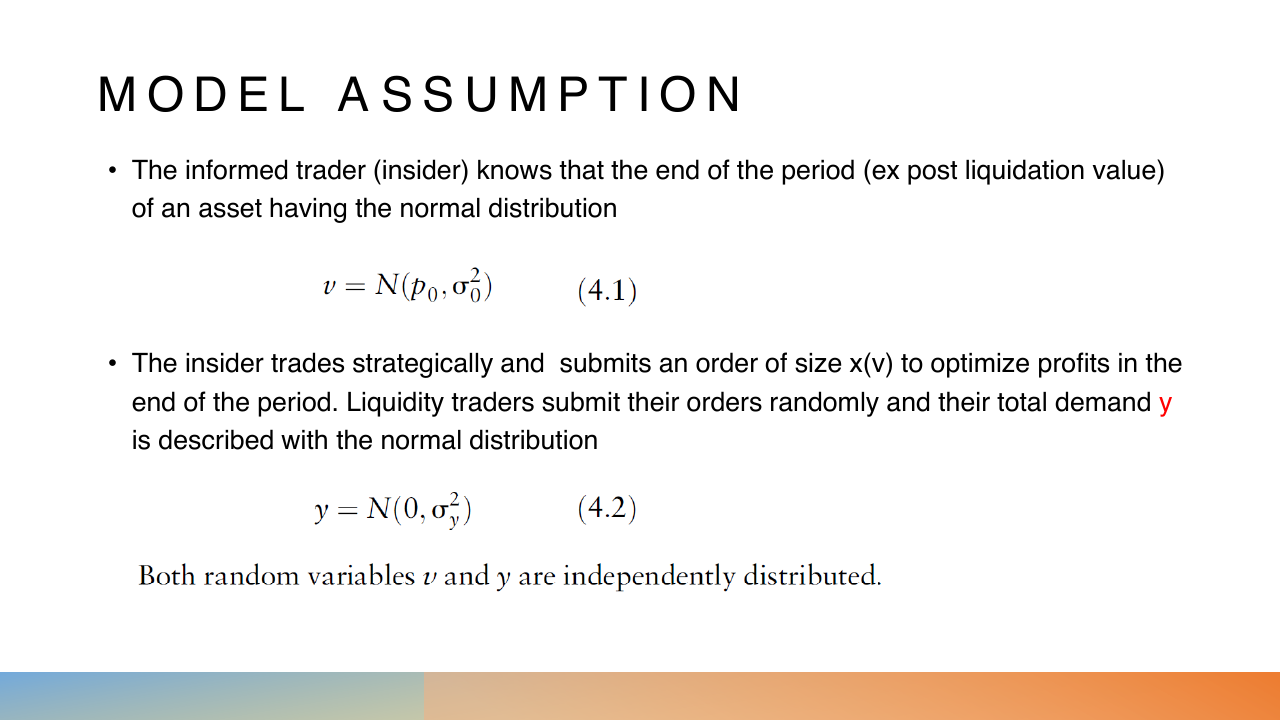 MODEL ASSUMPTION
• The informed trader (insider) knows that the end of the period (ex post liquidation value)
of an asset having the normal distribution
v = N(p₀, σ₀²) (4.1)
• The insider trades strategically and  submits an order of size x(v) to optimize profits in the
end of the period. Liquidity traders submit their orders randomly and their total demand y
is described with the normal distribution
y = N(0, σ_y²) (4.2)
Both random variables v and y are independently distributed.